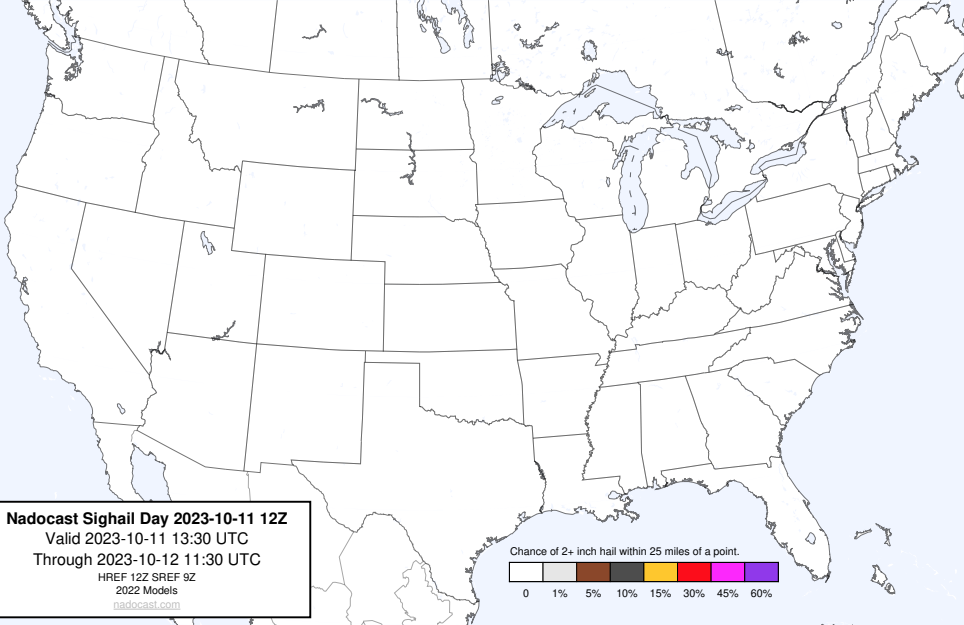 Nadocast Sighail Day 2023-10-11 12Z
Valid 2023-10-11 13:30 UTC
Through 2023-10-12 11:30 UTC
HREF 12Z SREF 9Z
2022 Models
nadocast.com
Chance of 2+ inch hail within 25 miles of a point.
0 1% 5% 10% 15% 30% 45% 60%